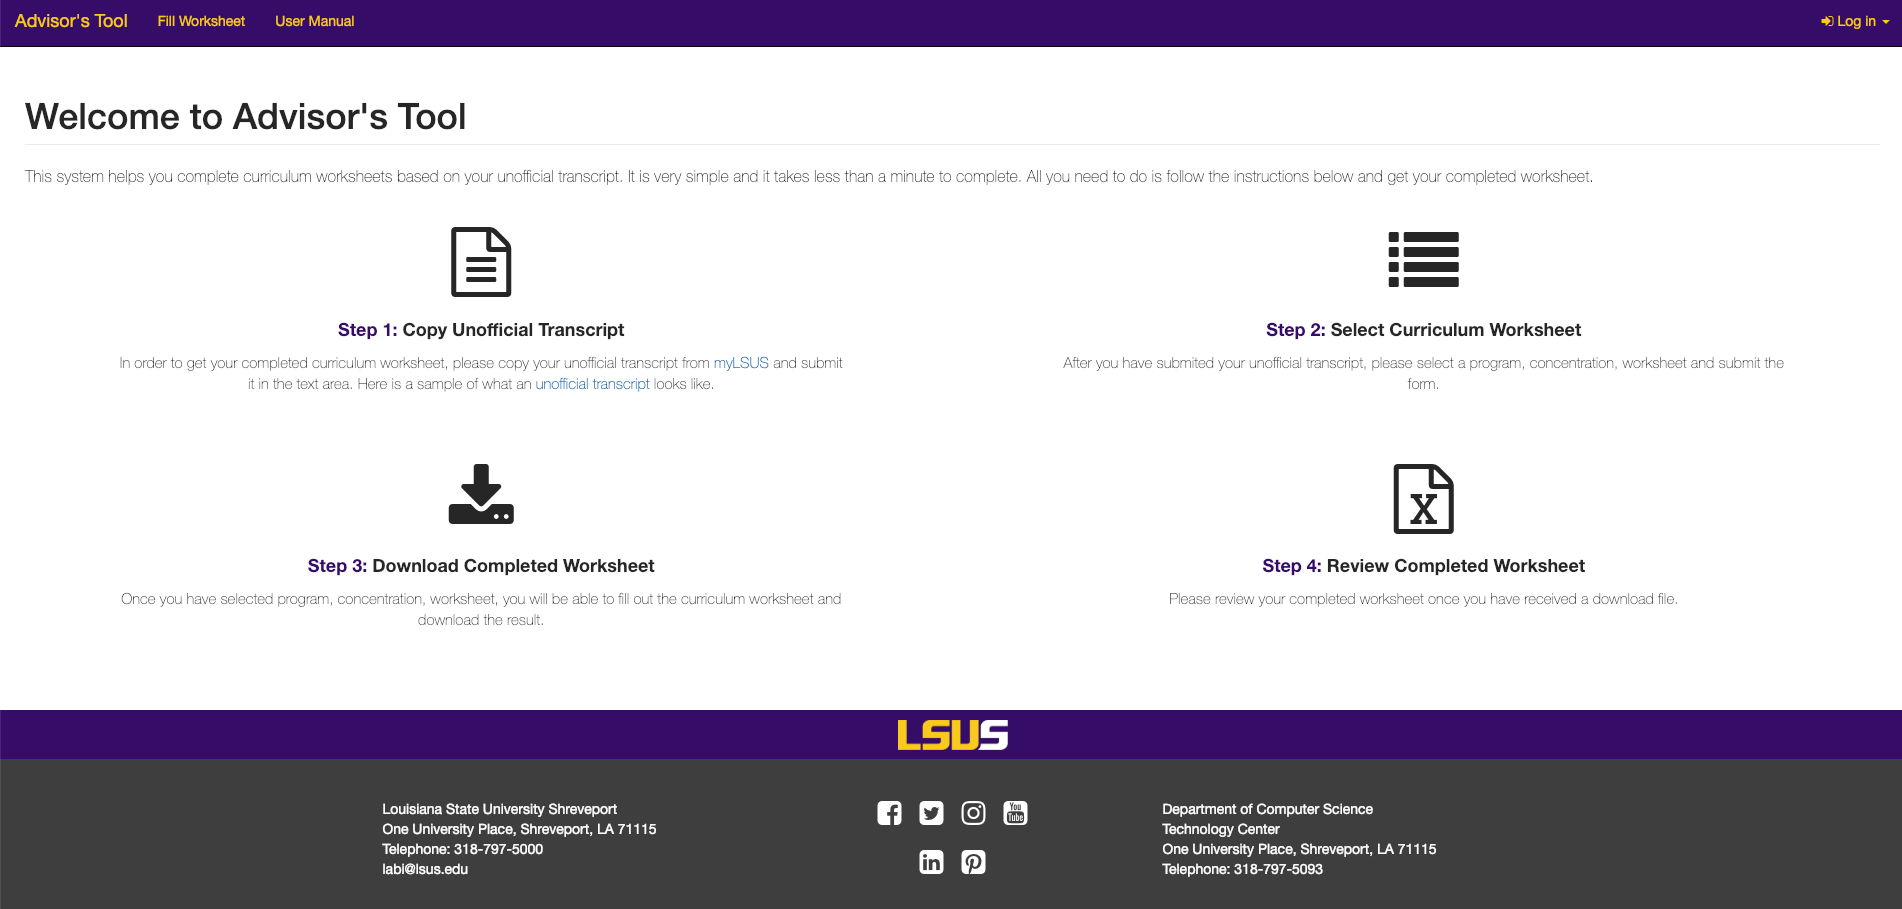 Advisor's Tool
Fill Worksheet
User Manual
Log in
Welcome to Advisor's Tool
This system helps you complete curriculum worksheets based on your unofficial transcript. It is very simple and it takes less than a minute to complete. All you need to do is follow the instructions below and get your completed worksheet.
Step 1: Copy Unofficial Transcript
In order to get your completed curriculum worksheet, please copy your unofficial transcript from myLSUS and submit
it in the text area. Here is a sample of what an unofficial transcript looks like.
Step 2: Select Curriculum Worksheet
After you have submited your unofficial transcript, please select a program, concentration, worksheet and submit the
form.
Step 3: Download Completed Worksheet
Once you have selected program, concentration, worksheet, you will be able to fill out the curriculum worksheet and
download the result.
X
Step 4: Review Completed Worksheet
Please review your completed worksheet once you have received a download file.
LSUS
Louisiana State University Shreveport
One University Place, Shreveport, LA 71115
Telephone: 318-797-5000
labi@lsus.edu
You
Tube
in
Department of Computer Science
Technology Center
One University Place, Shreveport, LA 71115
Telephone: 318-797-5093